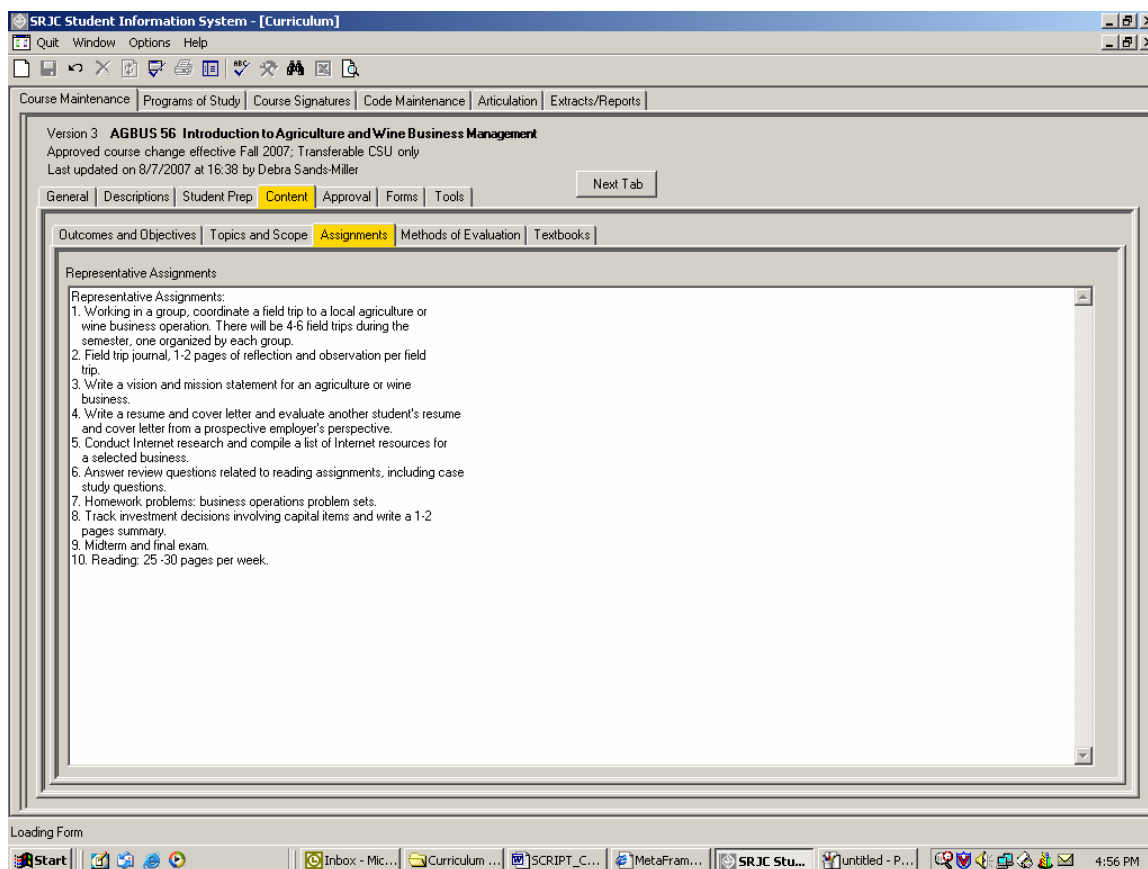 SRJC Student Information System - [Curriculum]
Quit Window Options Help
ABC
Course Maintenance Programs of Study Course Signatures Code Maintenance Articulation Extracts/Reports
Version 3 AGBUS 56 Introduction to Agriculture and Wine Business Management
Approved course change effective Fall 2007; Transferable CSU only
Last updated on 8/7/2007 at 16:38 by Debra Sands-Miller
Next Tab
General Descriptions Student Prep Content Approval Forms Tools
Outcomes and Objectives Topics and Scope Assignments Methods of Evaluation Textbooks
Representative Assignments
Representative Assignments:
1. Working in a group, coordinate a field trip to a local agriculture or
wine business operation. There will be 4-6 field trips during the
semester, one organized by each group.
2. Field trip journal, 1-2 pages of reflection and observation per field
trip.
3. Write a vision and mission statement for an agriculture or wine
business.
4. Write a resume and cover letter and evaluate another student's resume
and cover letter from a prospective employer's perspective.
5. Conduct Internet research and compile a list of Internet resources for
a selected business.
6. Answer review questions related to reading assignments, including case
study questions.
7. Homework problems: business operations problem sets.
8. Track investment decisions involving capital items and write a 1-2
pages summary.
9. Midterm and final exam.
10. Reading: 25 -30 pages per week.
Loading Form
Start Inbox - Mic... Curriculum ... SCRIPT_C... MetaFram... SRJC Stu... untitled - P... 4:56 PM